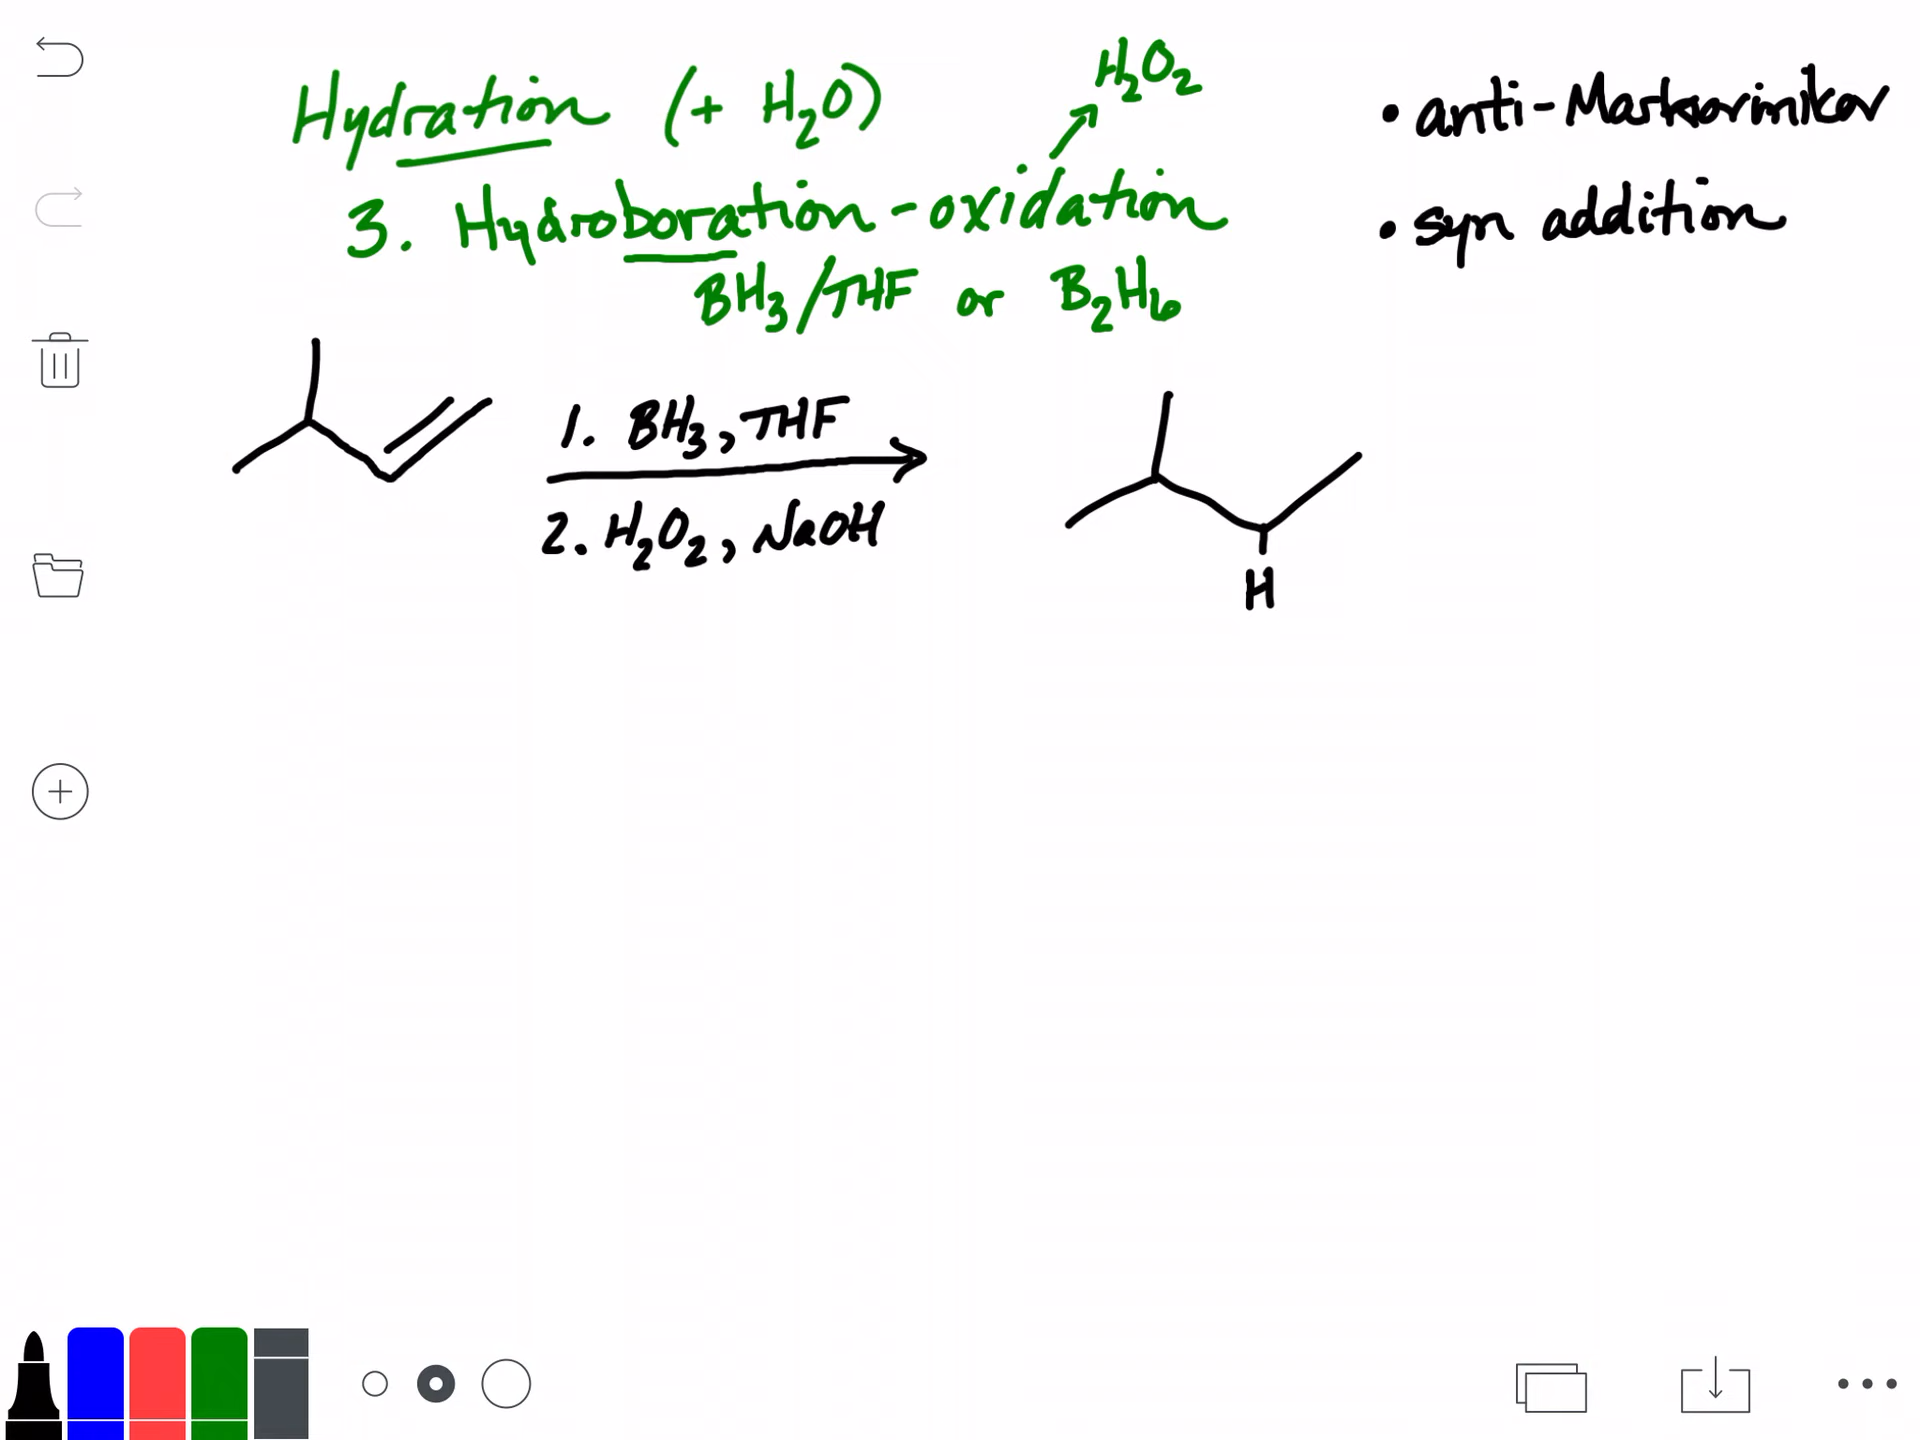 Hydration (+ H₂O)
H₂O₂
3. Hydroboration-oxidation
BH₃/THF or B₂H₆
• anti-Markovnikov
• syn addition
1. BH₃, THF
2. H₂O₂, NaOH
H